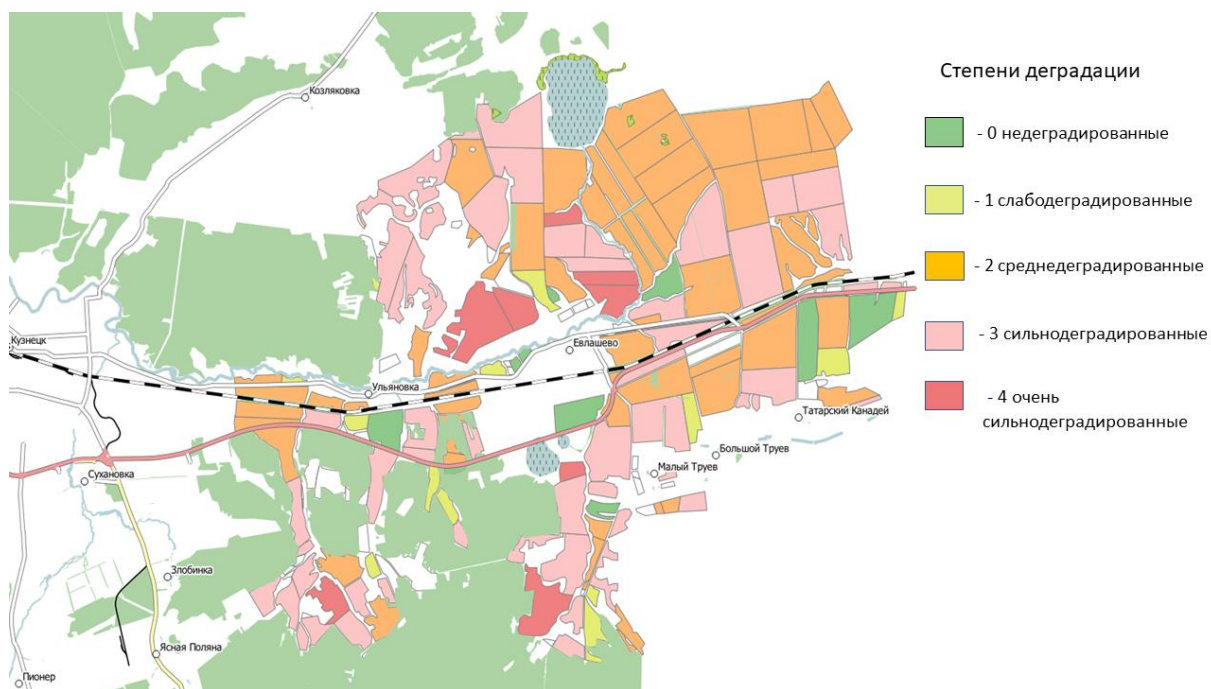 Козляковка
Кузнецк
Ульяновка
Евлашево
Татарский Канадей
Большой Труев
Малый Труев
Сухановка
Злобинка
Ясная Поляна
Пионер
Степени деградации
- 0 недеградированные
- 1 слабодеградированные
- 2 среднедеградированные
- 3 сильнодеградированные
- 4 очень
сильнодеградированные